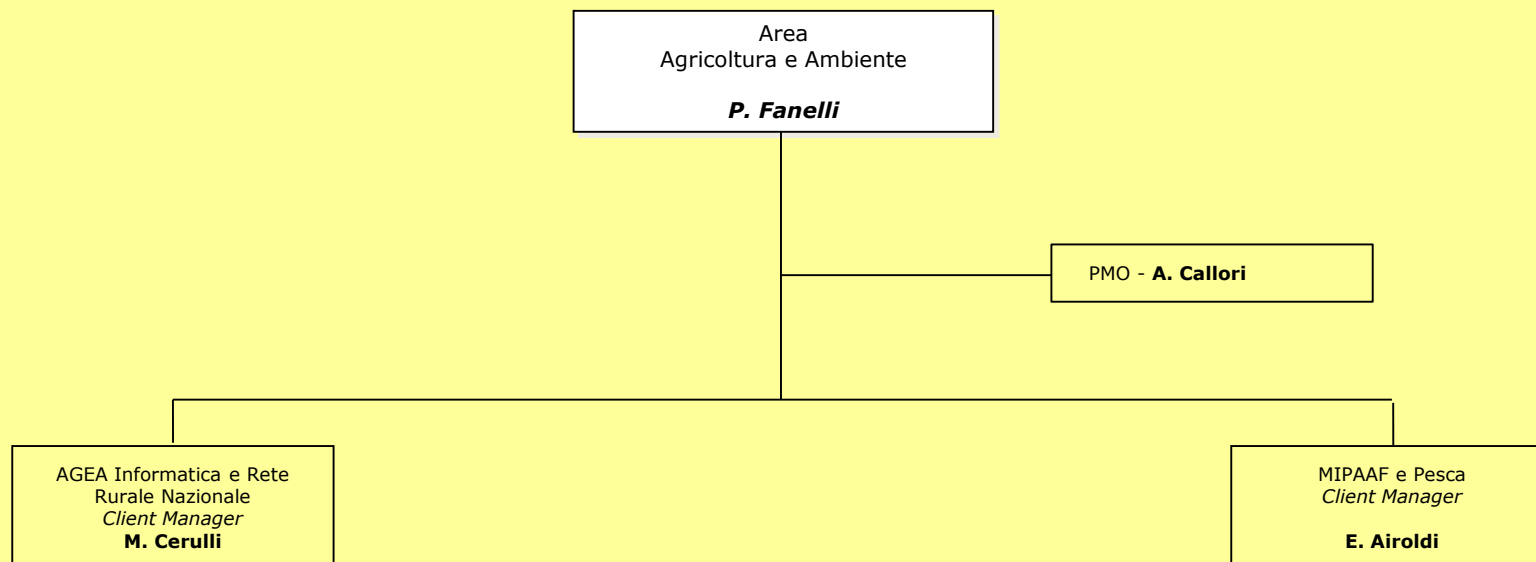 Area
Agricoltura e Ambiente
P. Fanelli
PMO - A. Callori
AGEA Informatica e Rete
Rurale Nazionale
Client Manager
M. Cerulli
MIPAAF e Pesca
Client Manager
E. Airoldi